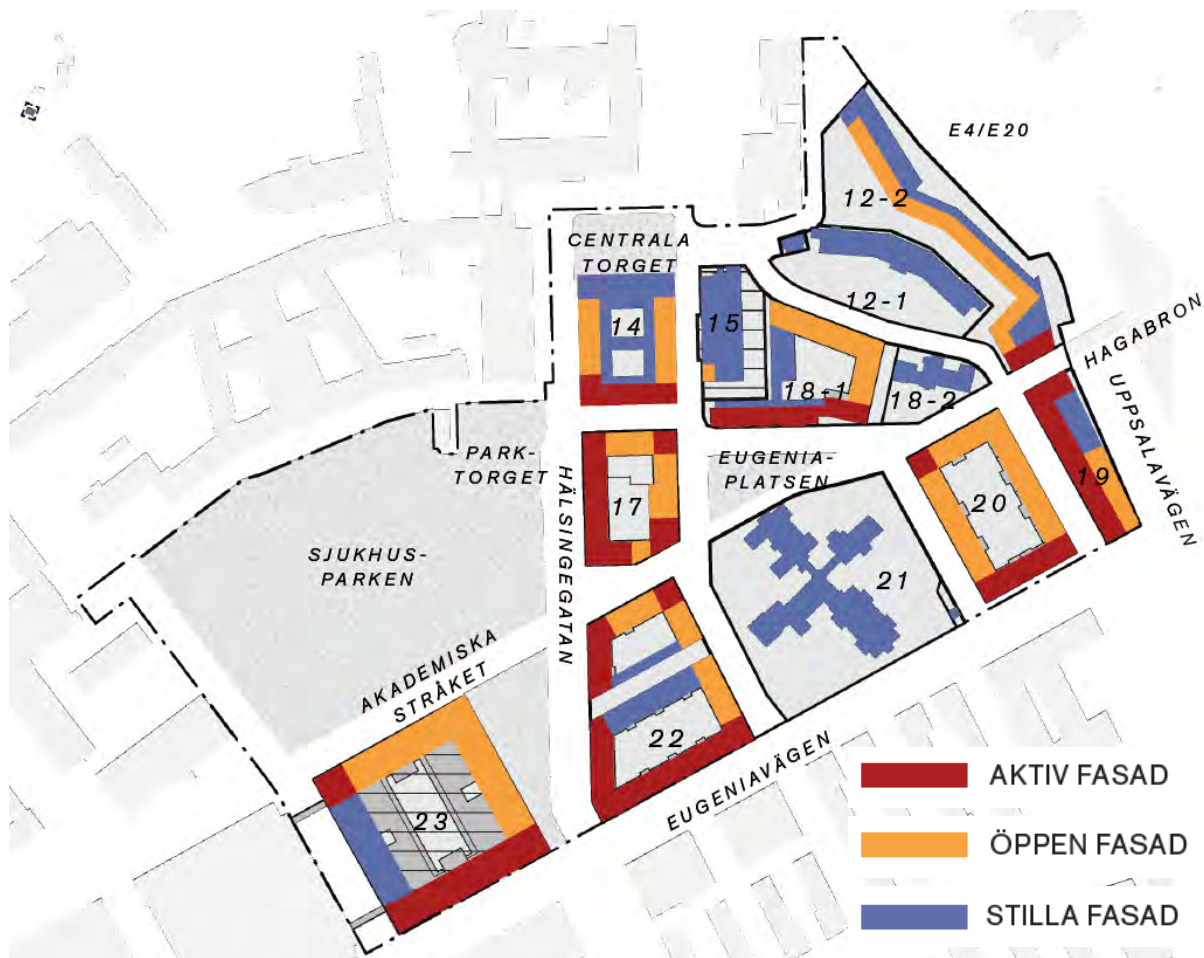 E4/E20
12-2
CENTRALA
TORGET
12-1
14
15
HAGABRON
18-1
18-2
UPPSALAVÄGEN
PARK-
TORGET
EUGENIA-
PLATSEN
19
17
20
HÄLSINGEGATAN
SJUKHUS-
PARKEN
21
AKADEMISKA
STRÅKET
22
EUGENIAVÄGEN
23
AKTIV FASAD
ÖPPEN FASAD
STILLA FASAD